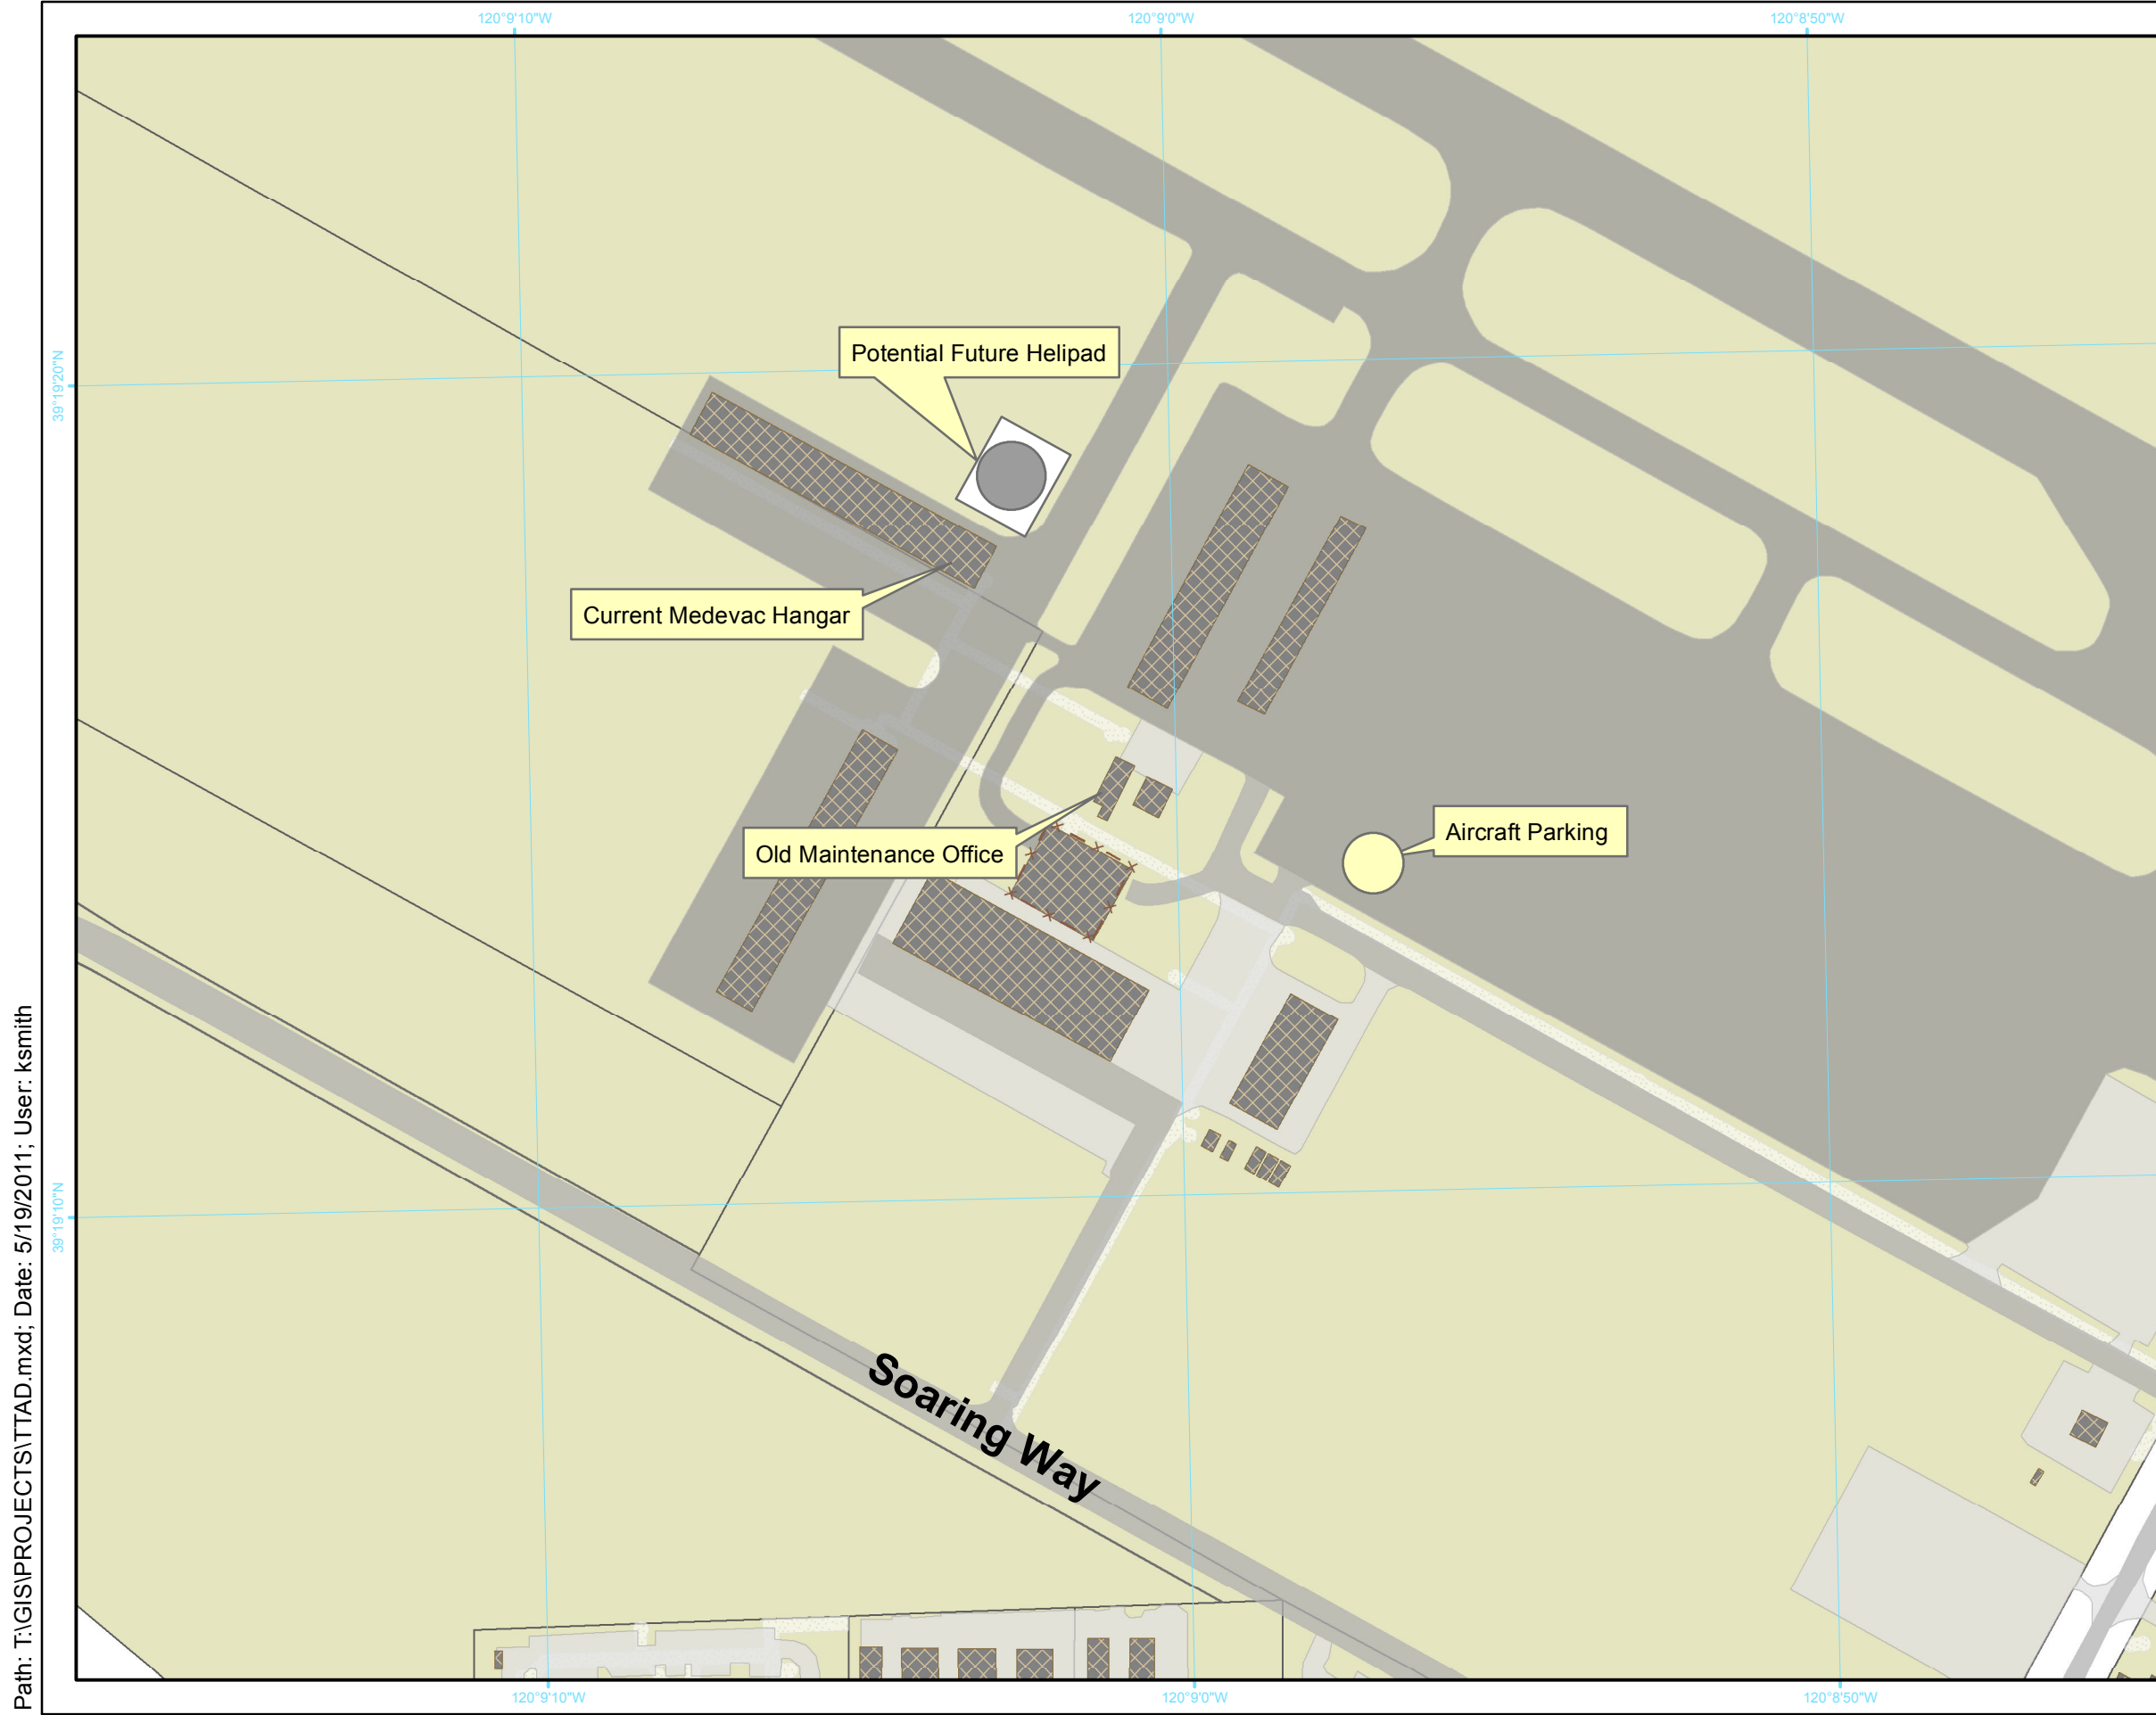 120°9'10"W
120°9'0"W
120°8'50"W
39°19'20"N
Potential Future Helipad
Current Medevac Hangar
Aircraft Parking
Old Maintenance Office
39°19'10"N
Soaring Way
120°9'10"W
120°9'0"W
120°8'50"W
Path: T:\GIS\PROJECTS\TTAD.mxd; Date: 5/19/2011; User: ksmith